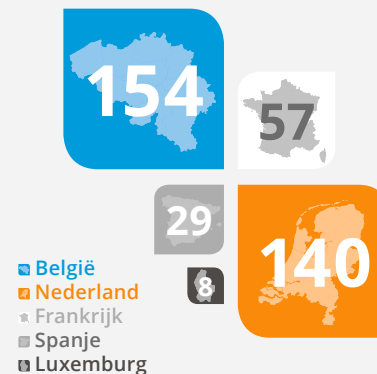 154
57
29
140
8
België
Nederland
Frankrijk
Spanje
Luxemburg